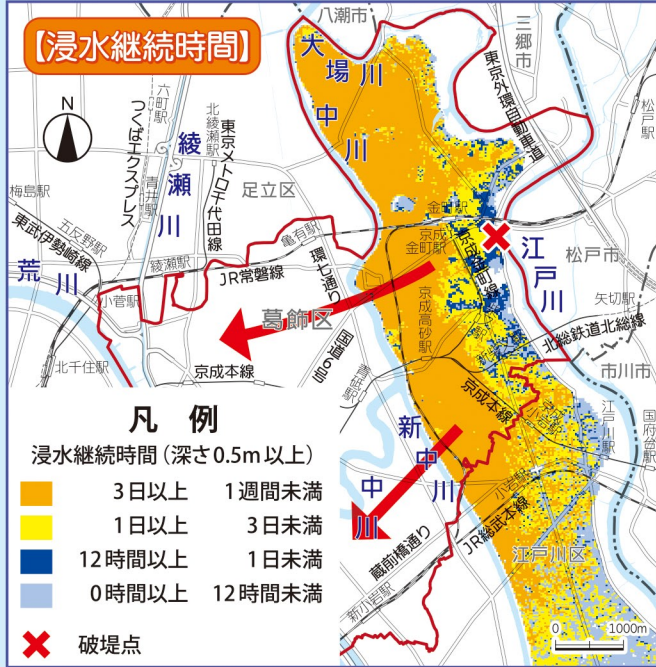 【浸水継続時間】
八潮市
三郷市
大場川
中川
東京外環自動車道
松戸駅
N
六町駅
つくばエクスプレス
北綾瀬駅
東京メトロ千代田線
綾瀬川
青井駅
足立区
梅島駅
五反野駅
東武伊勢崎線
荒川
綾瀬駅
亀有駅
環七通り
JR常磐線
金町駅
京成金町駅
京成金町線
江戸川
松戸市
矢切駅
小菅駅
葛飾区
国道6号
京成高砂駅
北総鉄道北総線
市川市
北千住駅
京成本線
青砥駅
京成本線
京成小岩駅
江戸川駅
国府台駅
新中川
中川
小岩駅
JR総武本線
蔵前橋通り
江戸川区
新小岩駅
凡例
浸水継続時間(深さ0.5m以上)
3日以上 1週間未満
1日以上 3日未満
12時間以上 1日未満
0時間以上 12時間未満
破堤点
0 1000m